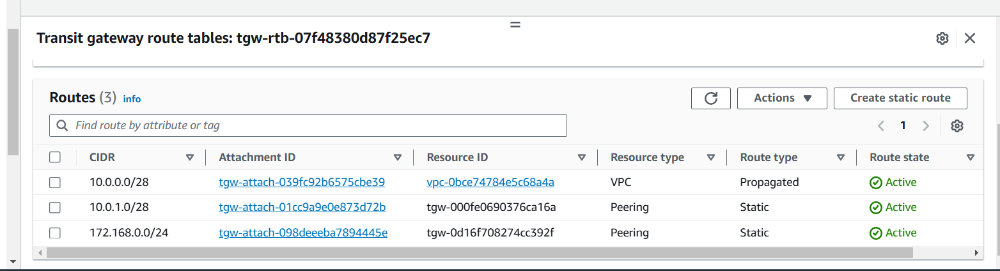 Transit gateway route tables: tgw-rtb-07f48380d87f25ec7
Routes (3) info
Actions
Create static route
Find route by attribute or tag
1
CIDR Attachment ID Resource ID Resource type Route type Route state
10.0.0.0/28 tgw-attach-039fc92b6575cbe39 vpc-0bce74784e5c68a4a VPC Propagated Active
10.0.1.0/28 tgw-attach-01cc9a9e0e873d72b tgw-000fe0690376ca16a Peering Static Active
172.168.0.0/24 tgw-attach-098deeeba7894445e tgw-0d16f708274cc392f Peering Static Active